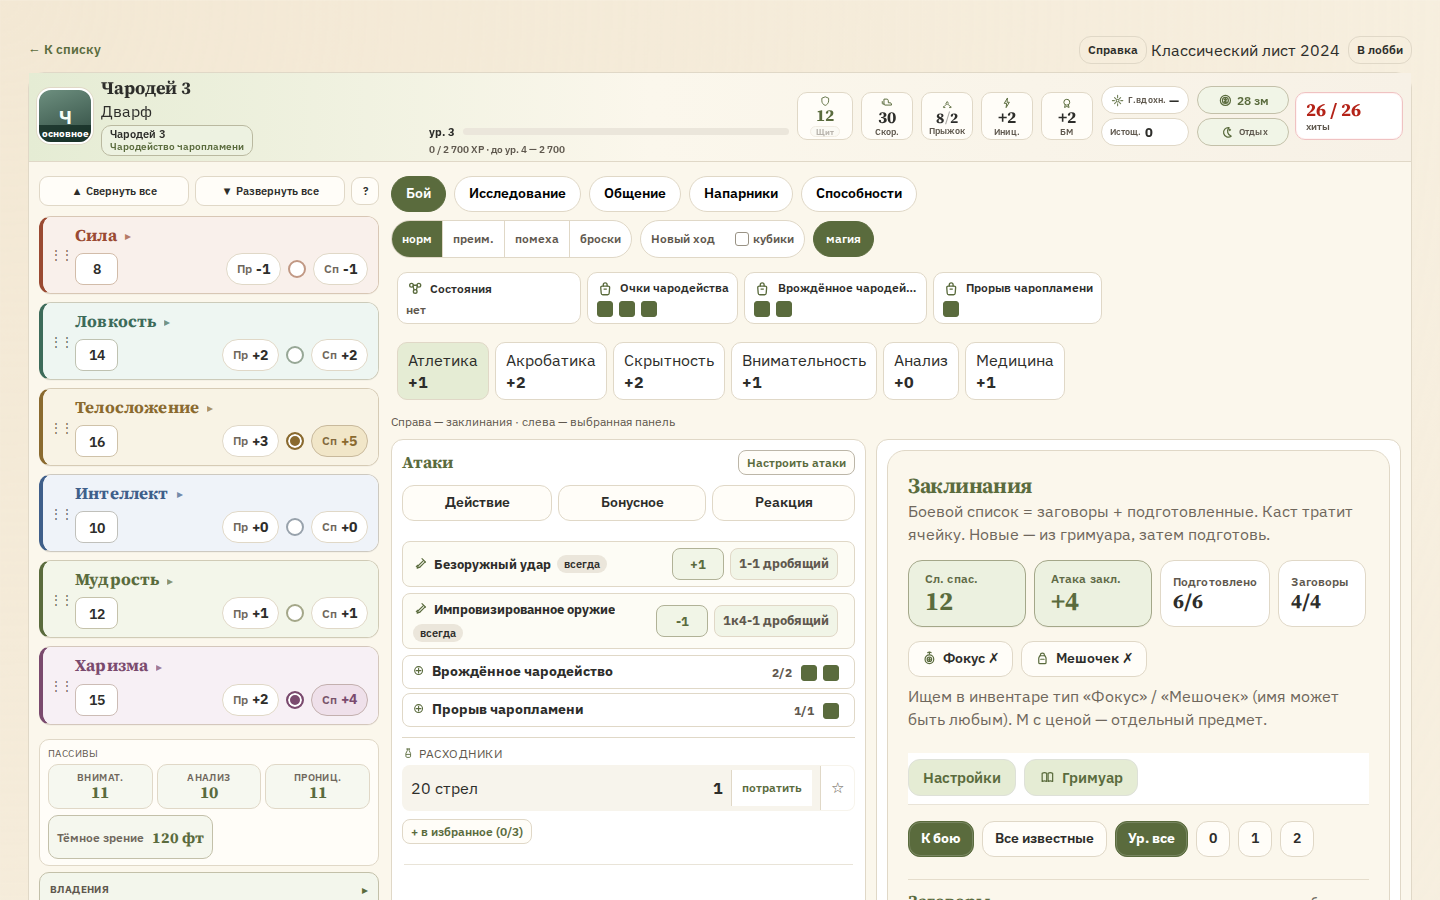 ← К списку
Справка Классический лист 2024 В лобби
Ч
основное
Чародей 3
Дварф
Чародей 3
Чародейство чаропламени
ур. 3
0 / 2 700 XP · до ур. 4 — 2 700
12
Щит
30
Скор.
8/2
Прыжок
+2
Иниц.
+2
БМ
Г.вдохн. —
Истощ. 0
28 зм
Отдых
26 / 26
хиты
▲ Свернуть все
▼ Развернуть все
?
Сила ▸
8
Пр -1
Сп -1
Ловкость ▸
14
Пр +2
Сп +2
Телосложение ▸
16
Пр +3
Сп +5
Интеллект ▸
10
Пр +0
Сп +0
Мудрость ▸
12
Пр +1
Сп +1
Харизма ▸
15
Пр +2
Сп +4
ПАССИВЫ
ВНИМАТ.
11
АНАЛИЗ
10
ПРОНИЦ.
11
Тёмное зрение 120 фт
ВЛАДЕНИЯ ▸
Бой
Исследование
Общение
Напарники
Способности
норм
преим.
помеха
броски
Новый ход
кубики
магия
Состояния
нет
Очки чародейства
Врождённое чародей...
Прорыв чаропламени
Атлетика
+1
Акробатика
+2
Скрытность
+2
Внимательность
+1
Анализ
+0
Медицина
+1
Справа — заклинания · слева — выбранная панель
Атаки
Настроить атаки
Действие
Бонусное
Реакция
Безоружный удар всегда
+1
1-1 дробящий
Импровизированное оружие
всегда
-1
1к4-1 дробящий
Врождённое чародейство 2/2
Прорыв чаропламени 1/1
РАСХОДНИКИ
20 стрел 1 потратить ☆
+ в избранное (0/3)
Заклинания
Боевой список = заговоры + подготовленные. Каст тратит
ячейку. Новые — из гримуара, затем подготовь.
Сл. спас.
12
Атака закл.
+4
Подготовлено
6/6
Заговоры
4/4
Фокус ✗
Мешочек ✗
Ищем в инвентаре тип «Фокус» / «Мешочек» (имя может
быть любым). М с ценой — отдельный предмет.
Настройки
Гримуар
К бою
Все известные
Ур. все
0
1
2